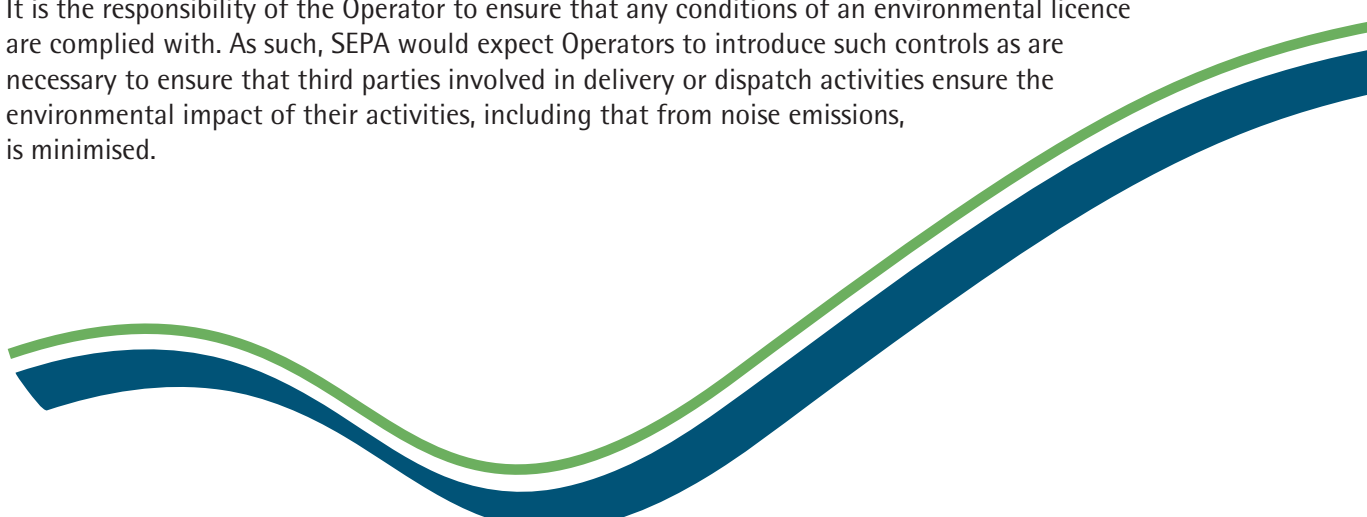 It is the responsibility of the Operator to ensure that any conditions of an environmental licence
are complied with. As such, SEPA would expect Operators to introduce such controls as are
necessary to ensure that third parties involved in delivery or dispatch activities ensure the
environmental impact of their activities, including that from noise emissions,
is minimised.